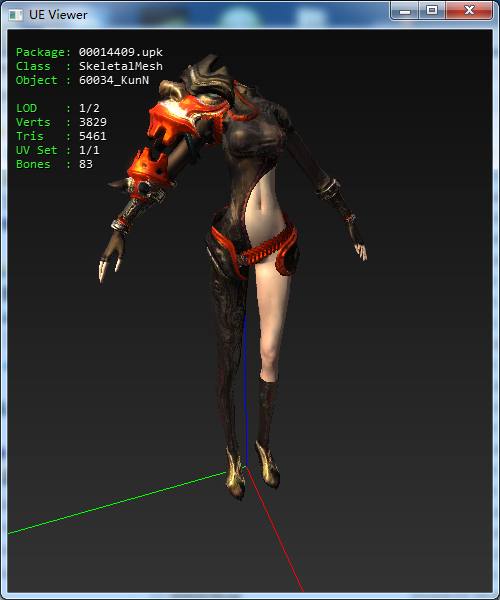 UE Viewer
Package: 00014409.upk
Class : SkeletalMesh
Object : 60034_KunN
LOD : 1/2
Verts : 3829
Tris : 5461
UV Set : 1/1
Bones : 83